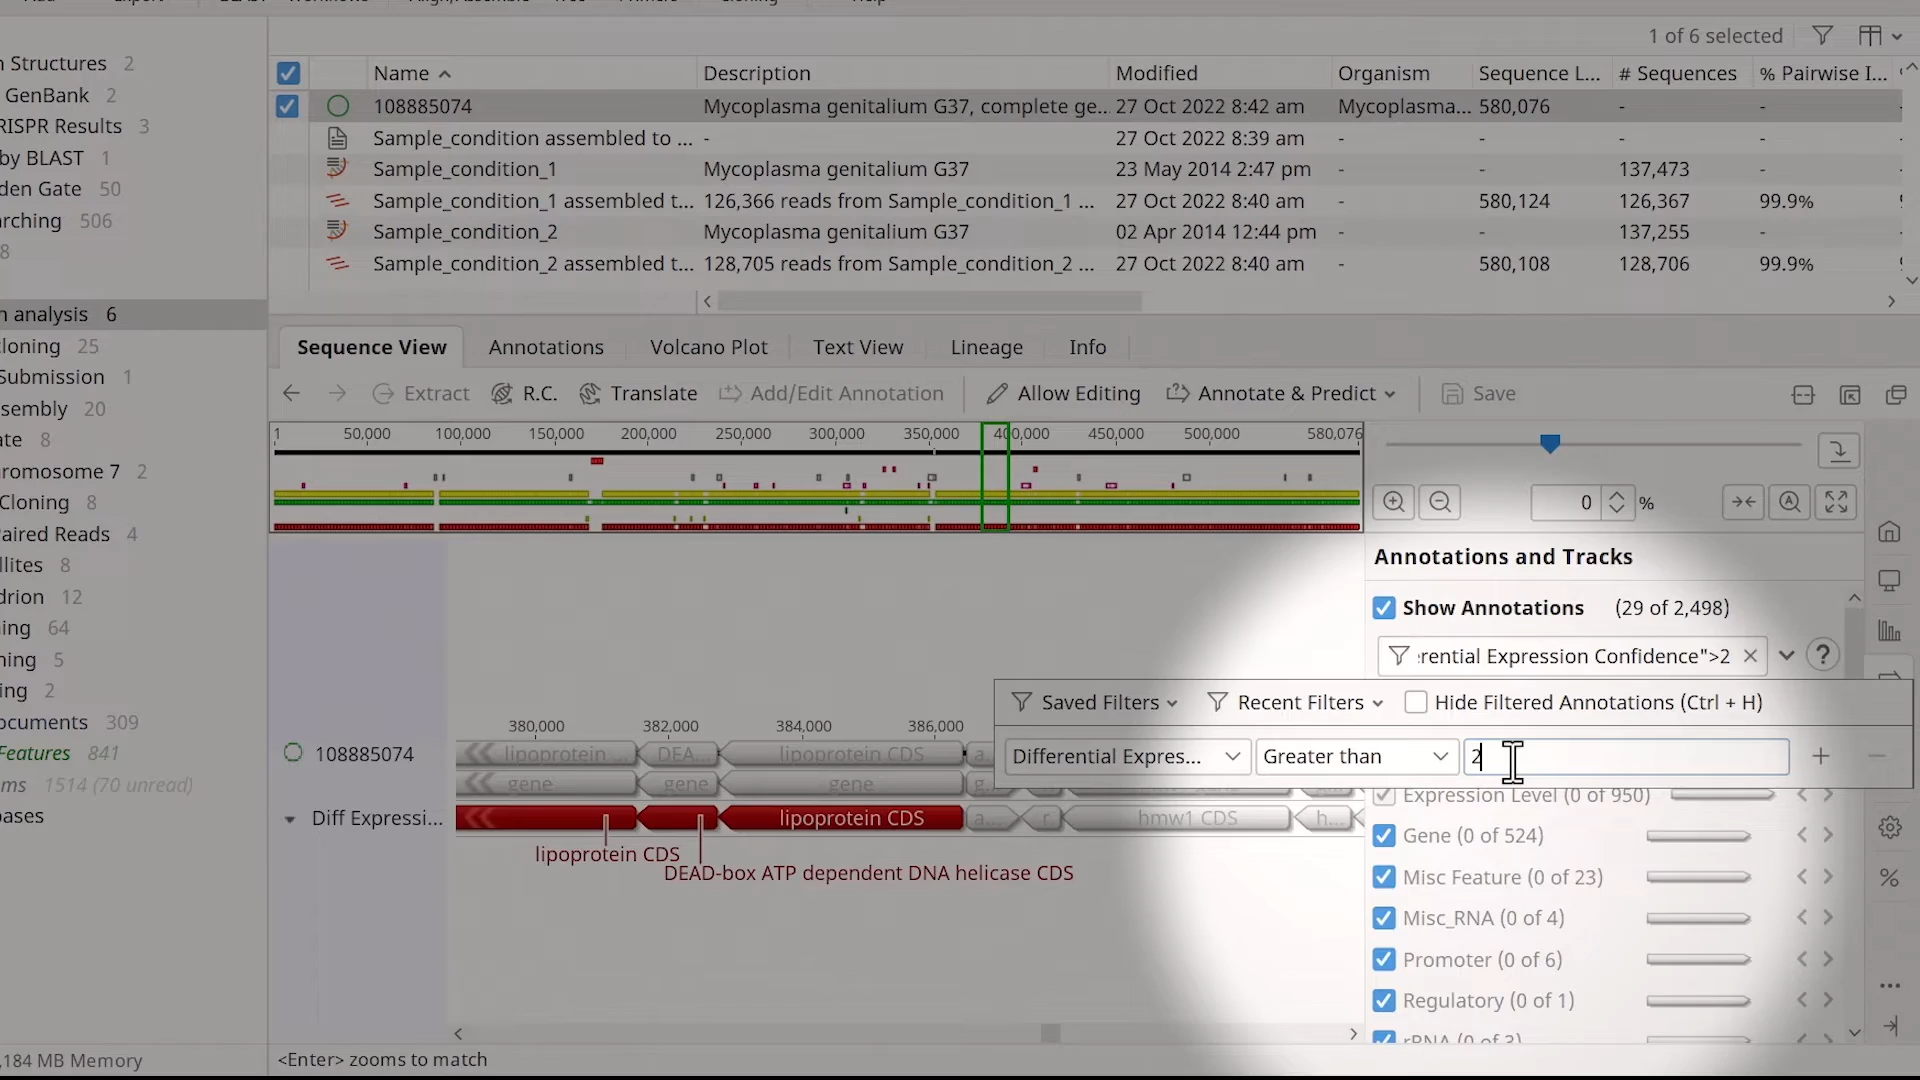 1 of 6 selected
Name Description Modified Organism Sequence L... # Sequences % Pairwise I...
108885074 Mycoplasma genitalium G37, complete ge... 27 Oct 2022 8:42 am Mycoplasma... 580,076 - -
Sample_condition assembled to ... - 27 Oct 2022 8:39 am - - - -
Sample_condition_1 Mycoplasma genitalium G37 23 May 2014 2:47 pm - - 137,473 -
Sample_condition_1 assembled t... 126,366 reads from Sample_condition_1 ... 27 Oct 2022 8:40 am - 580,124 126,367 99.9%
Sample_condition_2 Mycoplasma genitalium G37 02 Apr 2014 12:44 pm - - 137,255 -
Sample_condition_2 assembled t... 128,705 reads from Sample_condition_2 ... 27 Oct 2022 8:40 am - 580,108 128,706 99.9%
Structures 2
GenBank 2
RISPR Results 3
by BLAST 1
den Gate 50
arching 506
8
n analysis 6
loning 25
Submission 1
sembly 20
ate 8
hromosome 7 2
Cloning 8
Paired Reads 4
llites 8
drion 12
ing 64
ning 5
ing 2
ocuments 309
Features 841
ms 1514 (70 unread)
bases
,184 MB Memory
Sequence View Annotations Volcano Plot Text View Lineage Info
Extract R.C. Translate Add/Edit Annotation Allow Editing Annotate & Predict Save
1 50,000 100,000 150,000 200,000 250,000 300,000 350,000 400,000 450,000 500,000 580,076
0 %
Annotations and Tracks
Show Annotations (29 of 2,498)
rential Expression Confidence">2
Saved Filters Recent Filters Hide Filtered Annotations (Ctrl + H)
Differential Expres... Greater than 2
380,000 382,000 384,000 386,000
108885074 lipoprotein ... DEA... lipoprotein CDS a...
gene gene gene
Diff Expressi... lipoprotein CDS a... r hmw1 CDS h...
lipoprotein CDS
DEAD-box ATP dependent DNA helicase CDS
Expression Level (0 of 950)
Gene (0 of 524)
Misc Feature (0 of 23)
Misc_RNA (0 of 4)
Promoter (0 of 6)
Regulatory (0 of 1)
rRNA (0 of 3)
<Enter> zooms to match